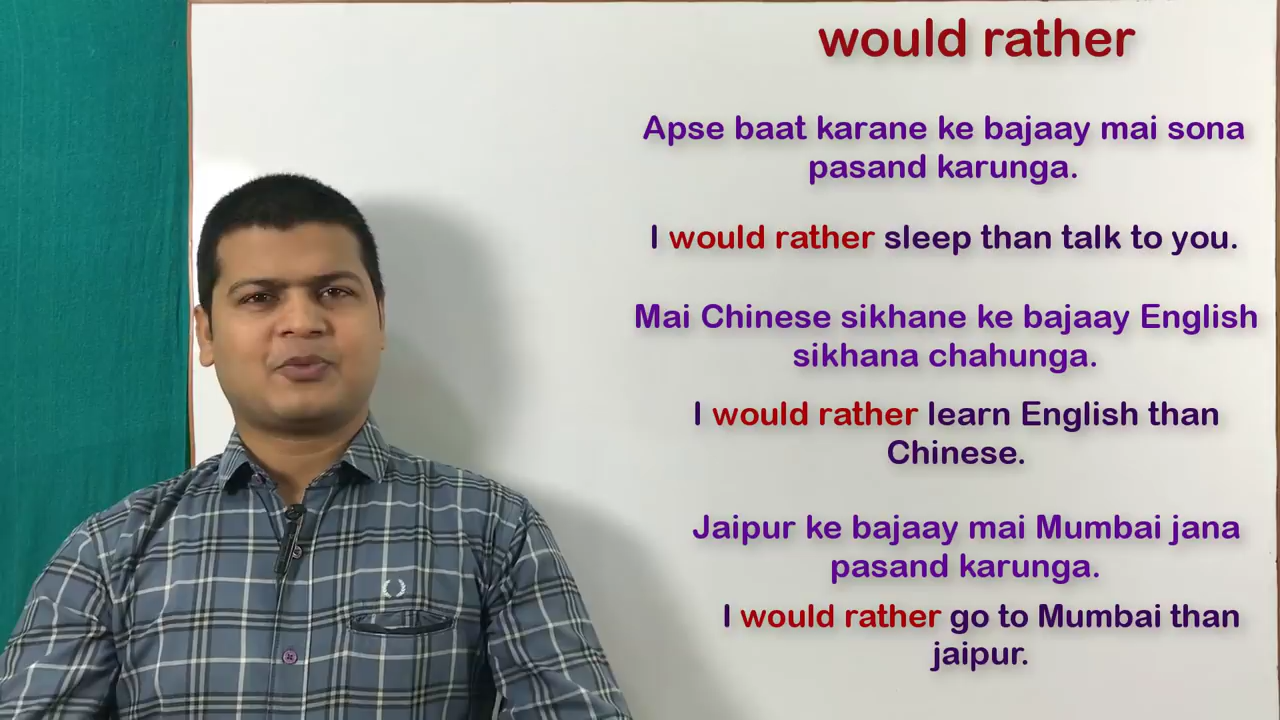 would rather
Apse baat karane ke bajaay mai sona
pasand karunga.
I would rather sleep than talk to you.
Mai Chinese sikhane ke bajaay English
sikhana chahunga.
I would rather learn English than
Chinese.
Jaipur ke bajaay mai Mumbai jana
pasand karunga.
I would rather go to Mumbai than
jaipur.